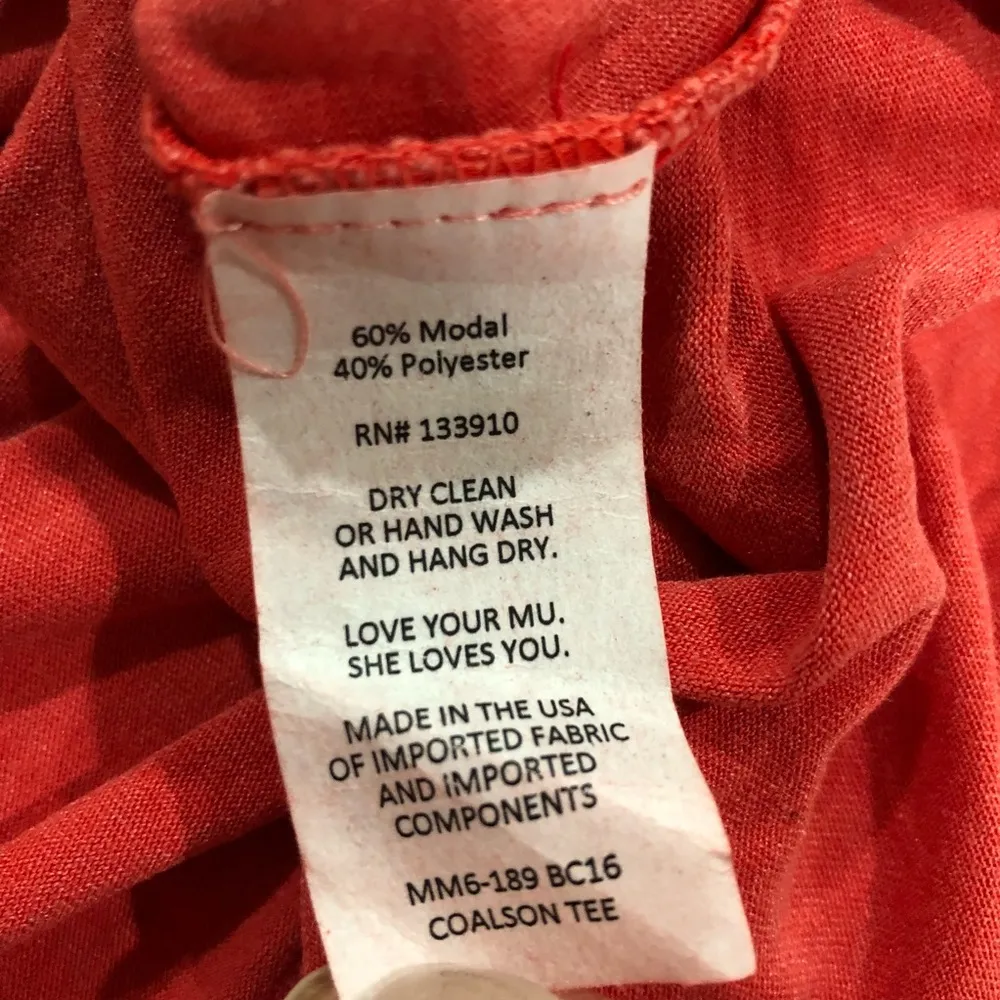 60% Modal
40% Polyester
RN# 133910
DRY CLEAN
OR HAND WASH
AND HANG DRY.
LOVE YOUR MU.
SHE LOVES YOU.
MADE IN THE USA
OF IMPORTED FABRIC
AND IMPORTED
COMPONENTS
MM6-189 BC16
COALSON TEE